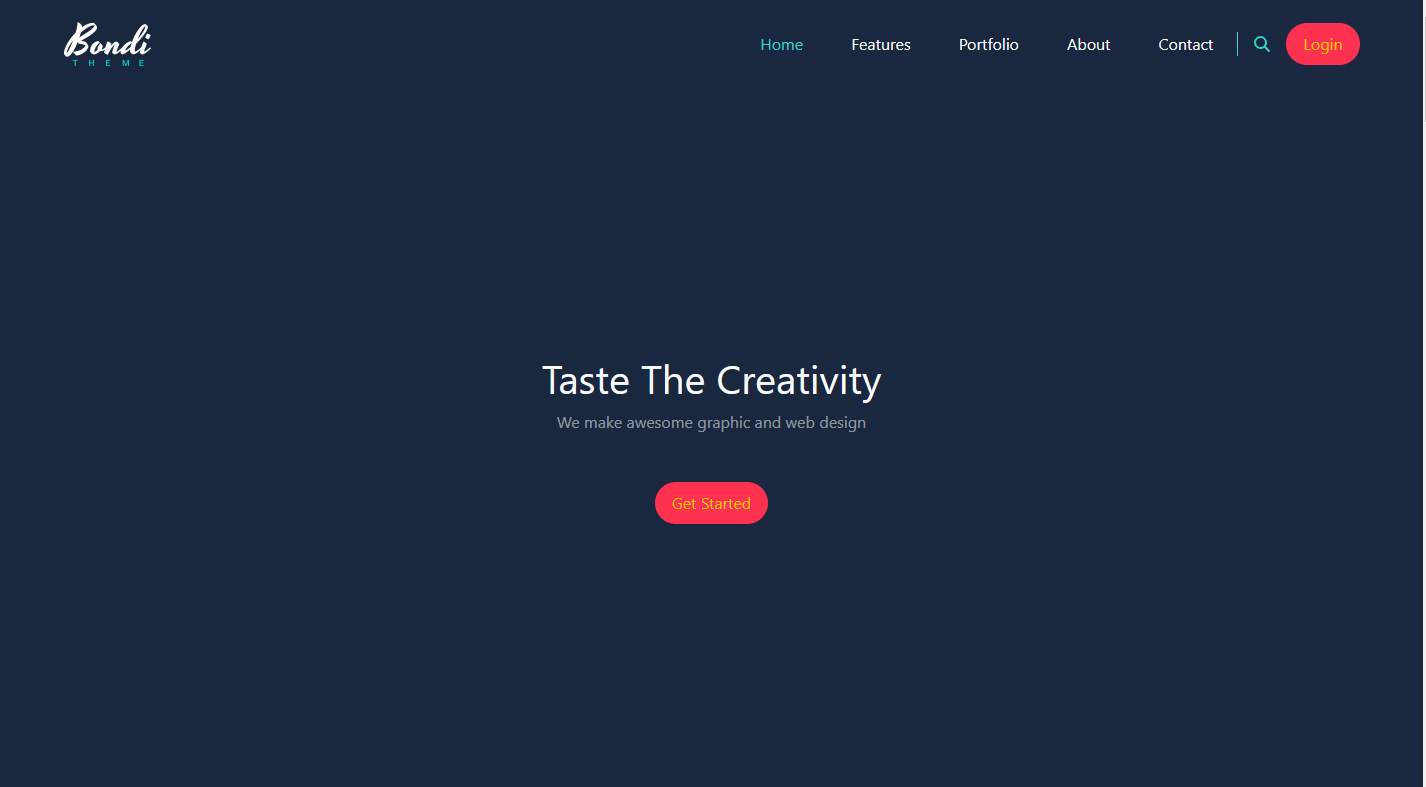 Bondi
THEME
Home Features Portfolio About Contact Login
Taste The Creativity
We make awesome graphic and web design
Get Started